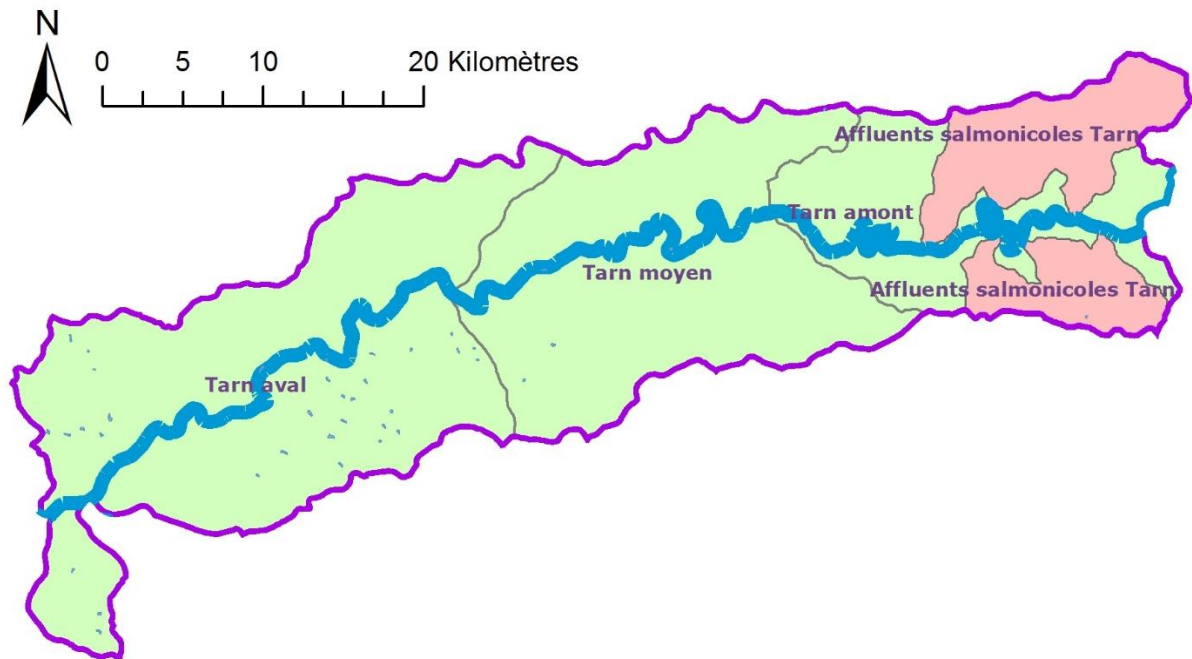 N
0 5 10 20 Kilomètres
Affluents salmonicoles Tarn
Tarn amont
Tarn moyen
Affluents salmonicoles Tarn
Tarn aval